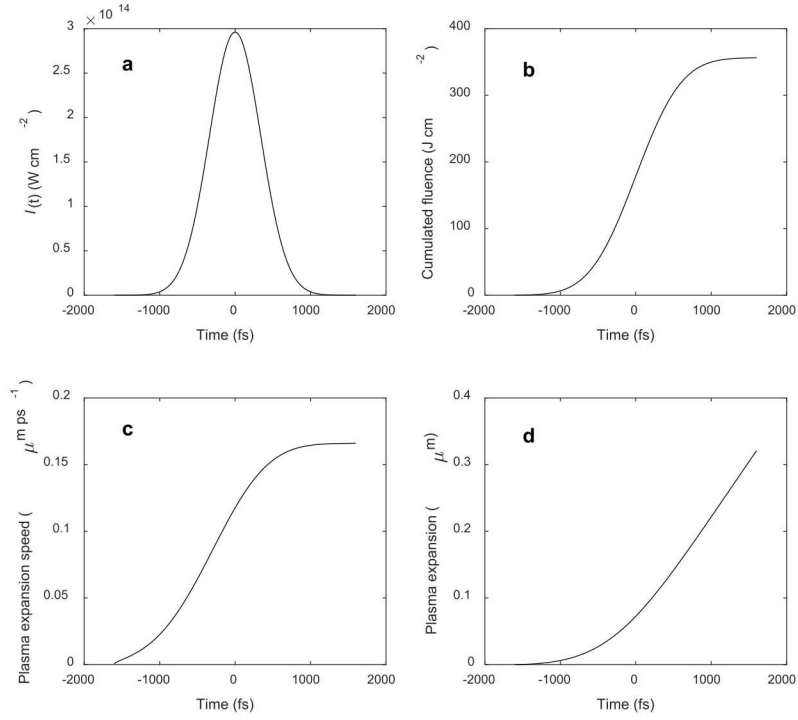 × 10 14
3
2.5
2
1.5
1
0.5
0
a
I(t) (W cm -2)
-2000 -1000 0 1000 2000
Time (fs)
400
300
200
100
0
b
Cumulated fluence (J cm -2)
-2000 -1000 0 1000 2000
Time (fs)
0.2
0.15
0.1
0.05
0
c
Plasma expansion speed (μm ps -1)
-2000 -1000 0 1000 2000
Time (fs)
0.4
0.3
0.2
0.1
0
d
Plasma expansion (μm)
-2000 -1000 0 1000 2000
Time (fs)